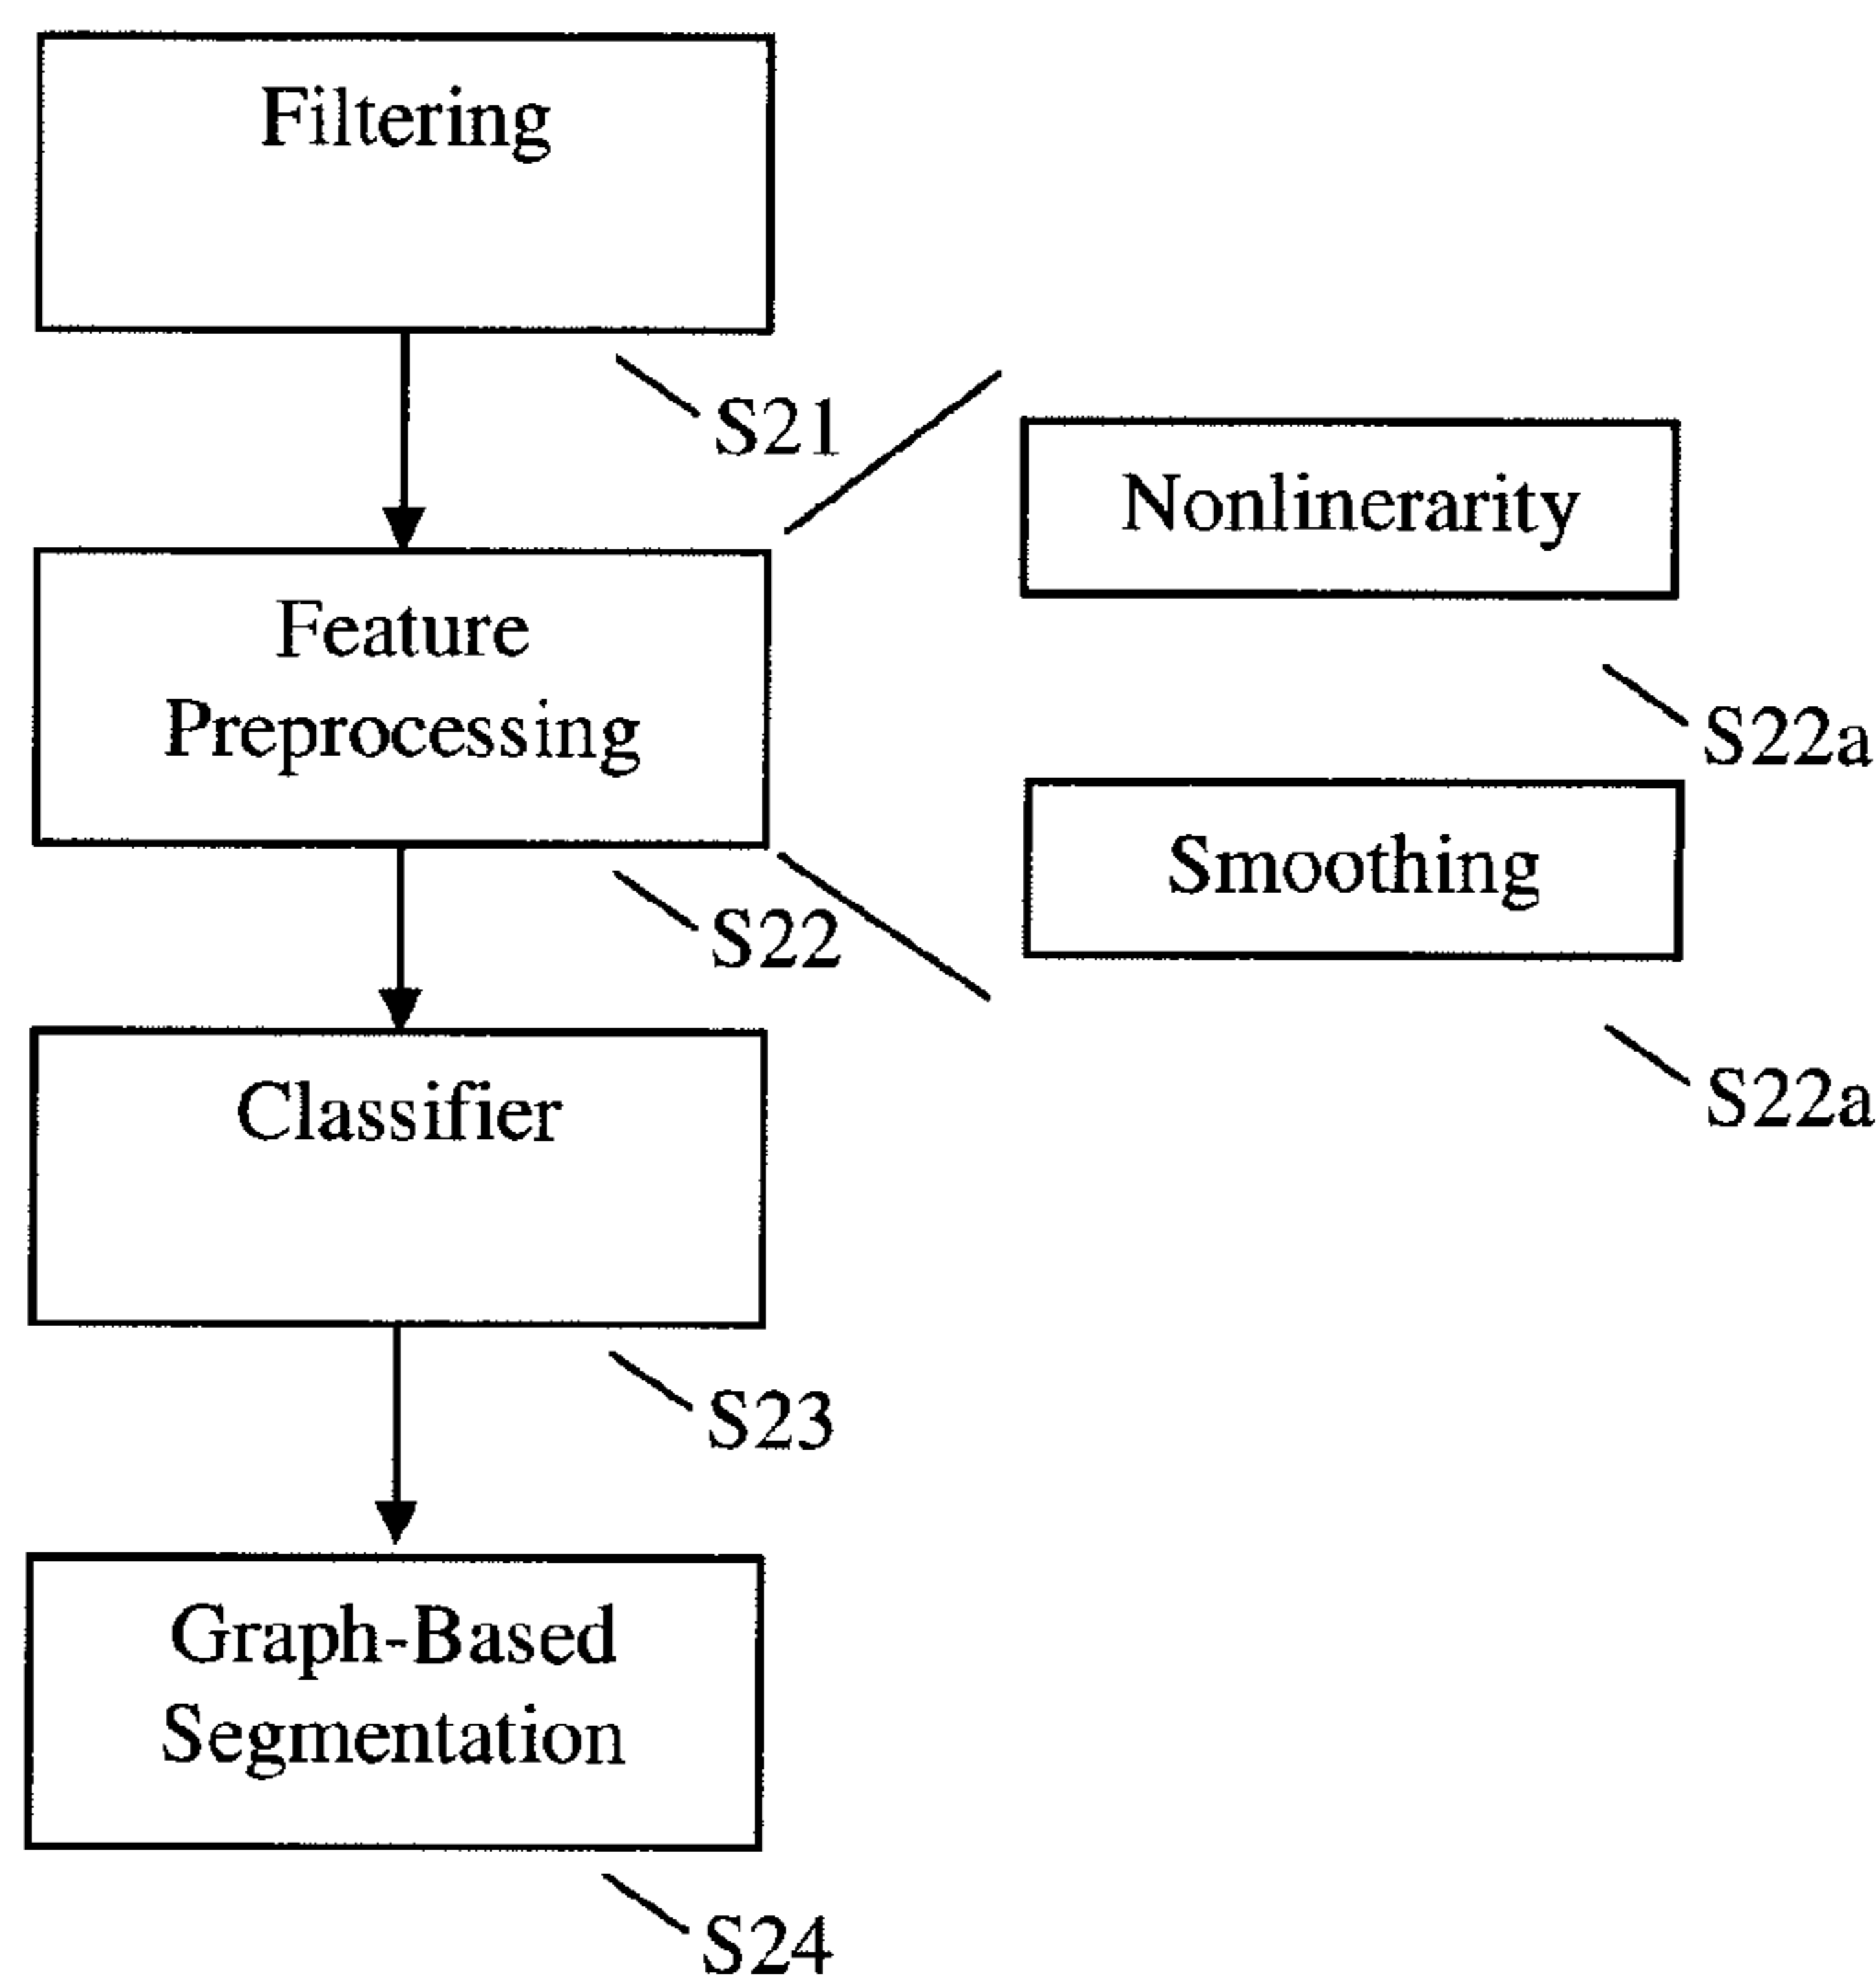 Filtering
S21
Nonlinerarity
Feature
Preprocessing
S22a
Smoothing
S22
S22a
Classifier
S23
Graph-Based
Segmentation
S24